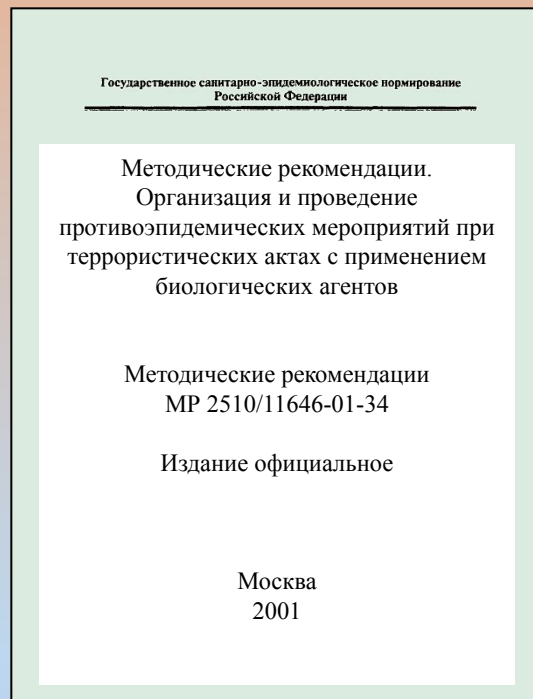 Государственное санитарно-эпидемиологическое нормирование
Российской Федерации
Методические рекомендации.
Организация и проведение
противоэпидемических мероприятий при
террористических актах с применением
биологических агентов
Методические рекомендации
МР 2510/11646-01-34
Издание официальное
Москва
2001